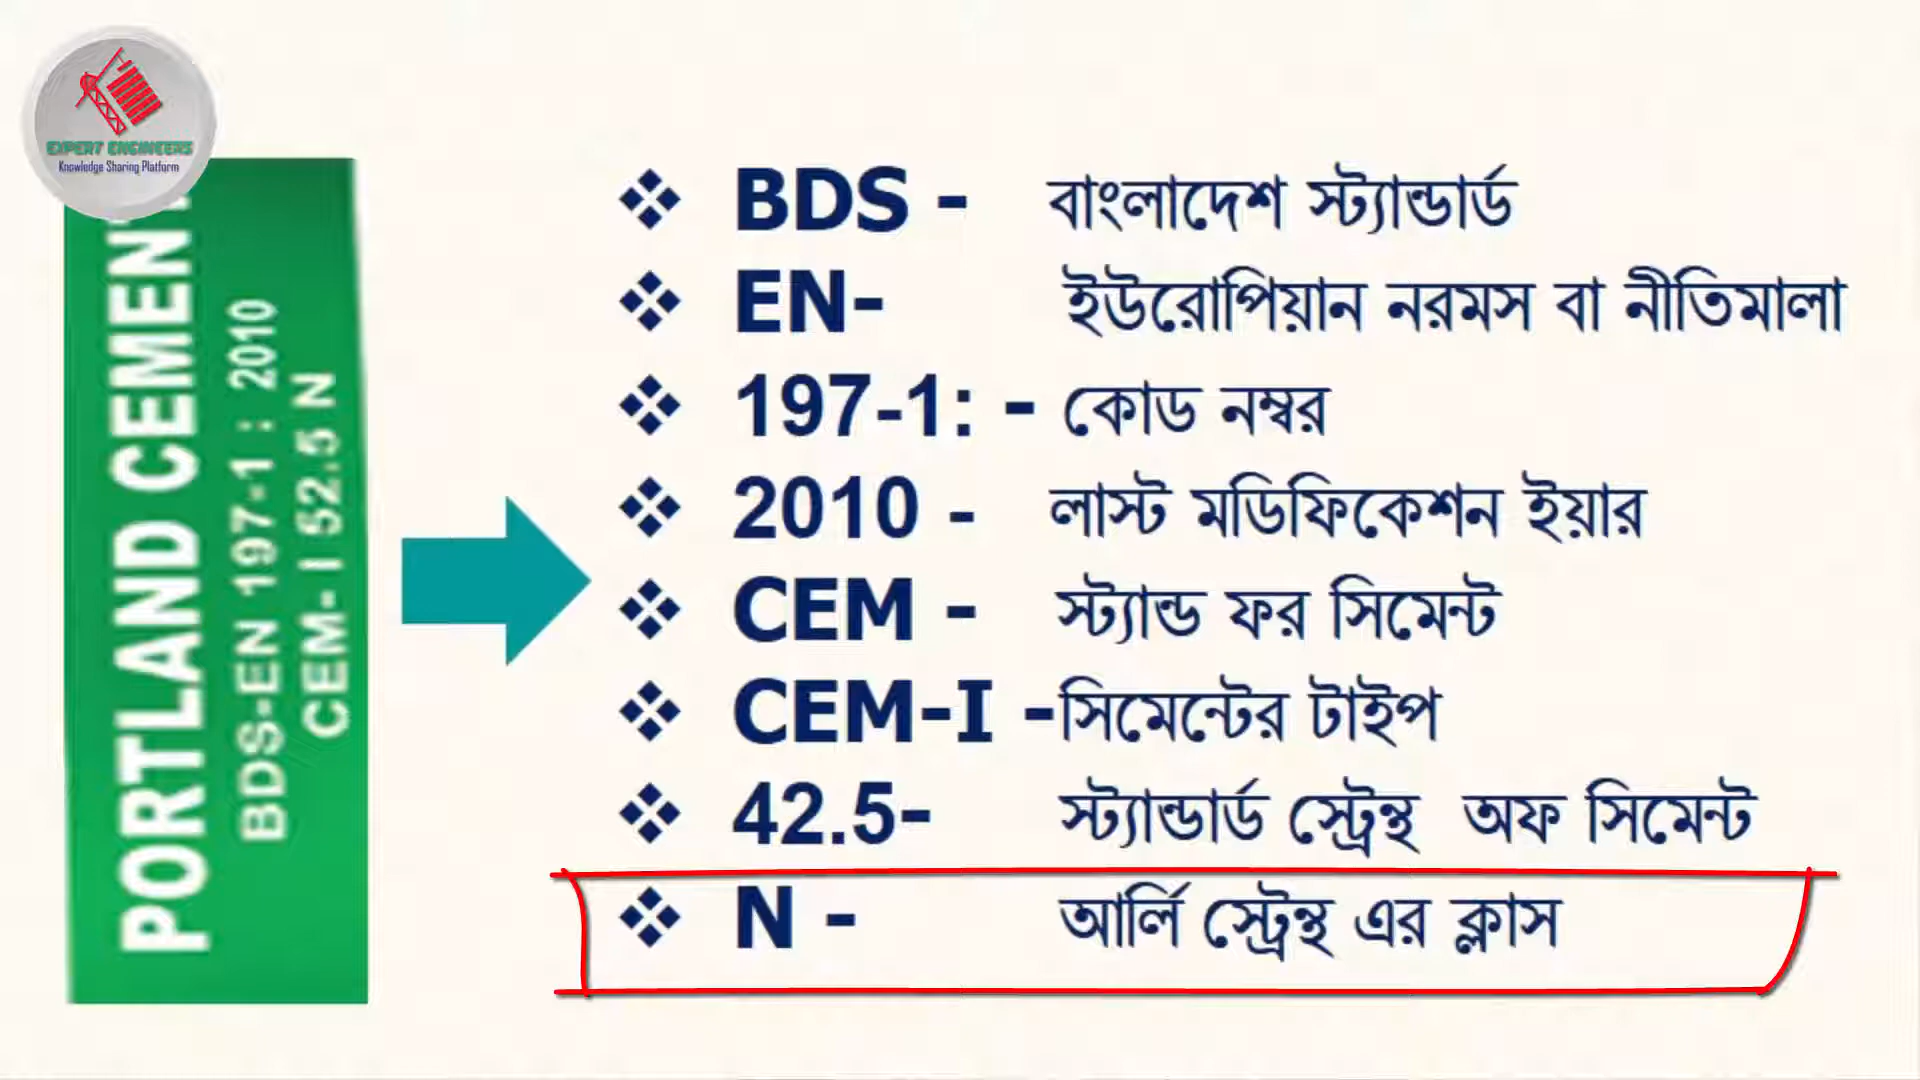 EXPERT ENGINEERS
Knowledge Sharing Platform
PORTLAND CEMENT
BDS-EN 197-1 : 2010
CEM- I 52.5 N
❖ BDS - বাংলাদেশ স্ট্যান্ডার্ড
❖ EN- ইউরোপিয়ান নরমস বা নীতিমালা
❖ 197-1: - কোড নম্বর
❖ 2010 - লাস্ট মডিফিকেশন ইয়ার
❖ CEM - স্ট্যান্ড ফর সিমেন্ট
❖ CEM-I -সিমেন্টের টাইপ
❖ 42.5- স্ট্যান্ডার্ড স্ট্রেন্থ অফ সিমেন্ট
❖ N - আর্লি স্ট্রেন্থ এর ক্লাস